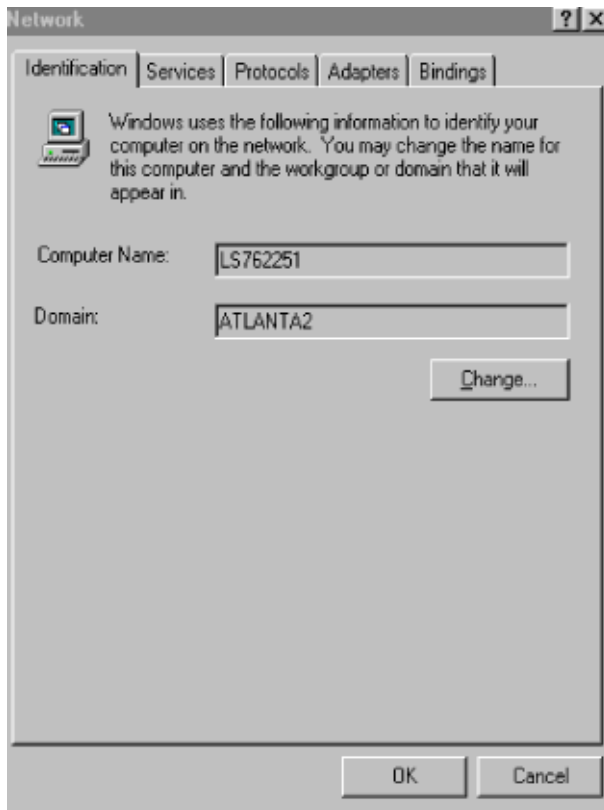 Network ? ×
Identification Services Protocols Adapters Bindings
Windows uses the following information to identify your
computer on the network. You may change the name for
this computer and the workgroup or domain that it will
appear in.
Computer Name: LS762251
Domain: ATLANTA2
Change...
OK Cancel